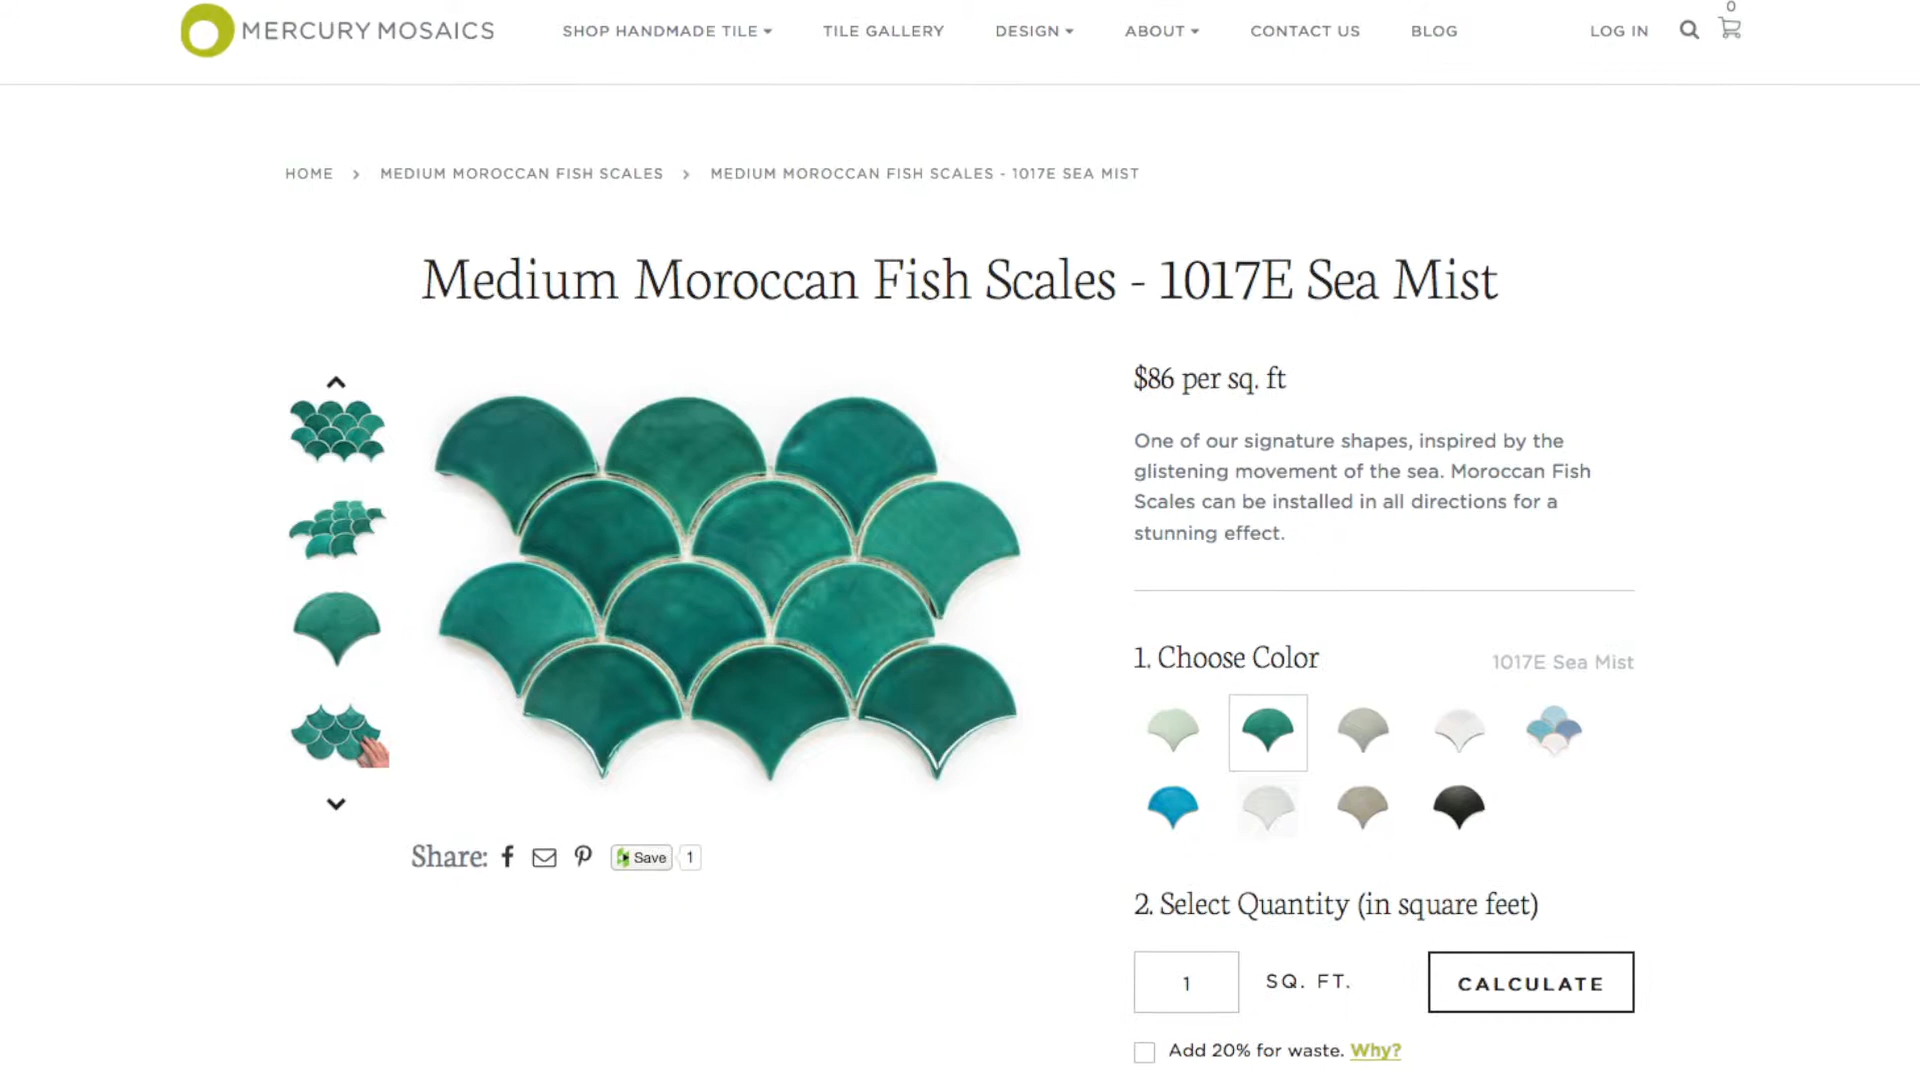 MERCURY MOSAICS
SHOP HANDMADE TILE
TILE GALLERY
DESIGN
ABOUT
CONTACT US
BLOG
LOG IN
0
HOME > MEDIUM MOROCCAN FISH SCALES > MEDIUM MOROCCAN FISH SCALES - 1017E SEA MIST
Medium Moroccan Fish Scales - 1017E Sea Mist
$86 per sq. ft
One of our signature shapes, inspired by the
glistening movement of the sea. Moroccan Fish
Scales can be installed in all directions for a
stunning effect.
1. Choose Color
1017E Sea Mist
Share:
Save
1
2. Select Quantity (in square feet)
1
SQ. FT.
CALCULATE
Add 20% for waste. Why?